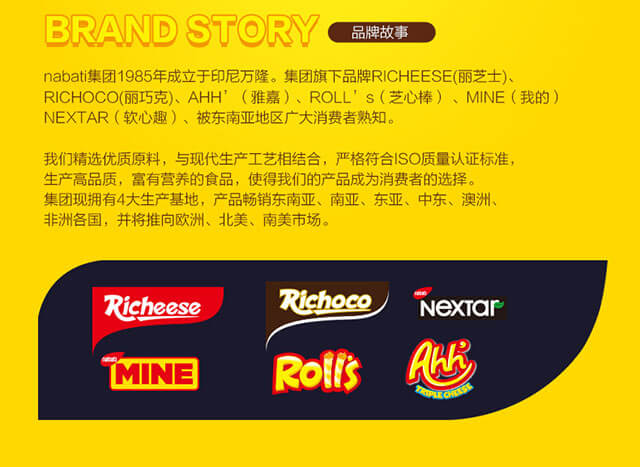 BRAND STORY 品牌故事
nabati集团1985年成立于印尼万隆。集团旗下品牌RICHEESE(丽芝士)、
RICHOCO(丽巧克)、AHH’（雅嘉）、ROLL’s（芝心棒）、MINE（我的）
NEXTAR（软心趣）、被东南亚地区广大消费者熟知。
我们精选优质原料，与现代生产工艺相结合，严格符合ISO质量认证标准，
生产高品质，富有营养的食品，使得我们的产品成为消费者的选择。
集团现拥有4大生产基地，产品畅销东南亚、南亚、东亚、中东、澳洲、
非洲各国，并将推向欧洲、北美、南美市场。
Richeese
Richoco
nabati
NEXTAR
nabati
MINE
Roll's
Ahh'
TRIPLE CHEESE